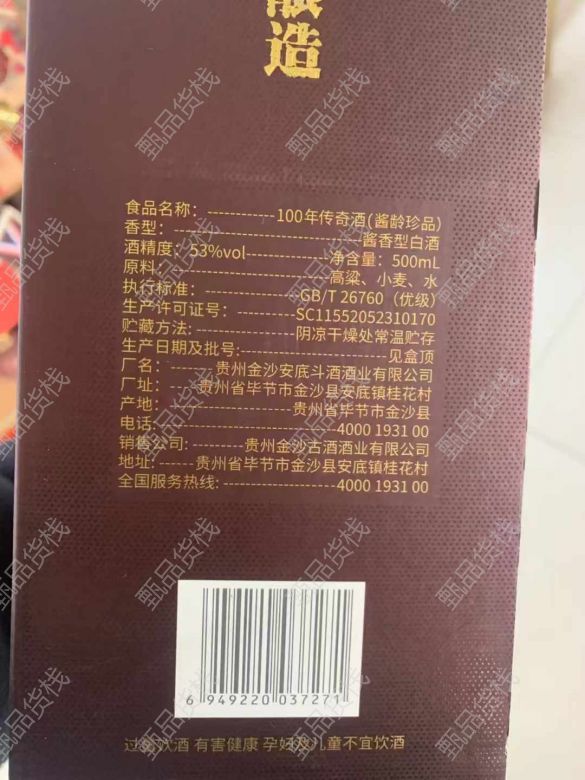 酿
造
食品名称：------------100年传奇酒(酱龄珍品)
香型：------------酱香型白酒
酒精度：53%vol------------净含量：500mL
原料：------------高粱、小麦、水
执行标准：------------GB/T 26760（优级）
生产许可证号：------------SC11552052310170
贮藏方法：------------阴凉干燥处常温贮存
生产日期及批号：------------见盒顶
厂名：------------贵州金沙安底斗酒酒业有限公司
厂址：------------贵州省毕节市金沙县安底镇桂花村
产地：------------贵州省毕节市金沙县
电话：------------4000 1931 00
销售公司：------------贵州金沙古酒酒业有限公司
地址：------------贵州省毕节市金沙县安底镇桂花村
全国服务热线：------------4000 1931 00
6 949220 037271
过量饮酒 有害健康 孕妇及儿童不宜饮酒
甄品货栈